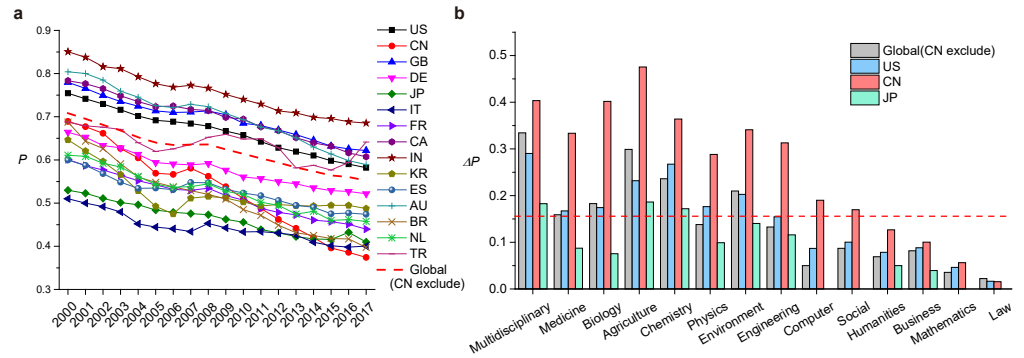 a
0.9
0.8
0.7
0.6
0.5
0.4
0.3
P
2000
2001
2002
2003
2004
2005
2006
2007
2008
2009
2010
2011
2012
2013
2014
2015
2016
2017
US
CN
GB
DE
JP
IT
FR
CA
IN
KR
ES
AU
BR
NL
TR
Global
(CN exclude)
b
0.5
0.4
0.3
0.2
0.1
0.0
ΔP
Global(CN exclude)
US
CN
JP
Multidisciplinary
Medicine
Biology
Agriculture
Chemistry
Physics
Environment
Engineering
Computer
Social
Humanities
Business
Mathematics
Law